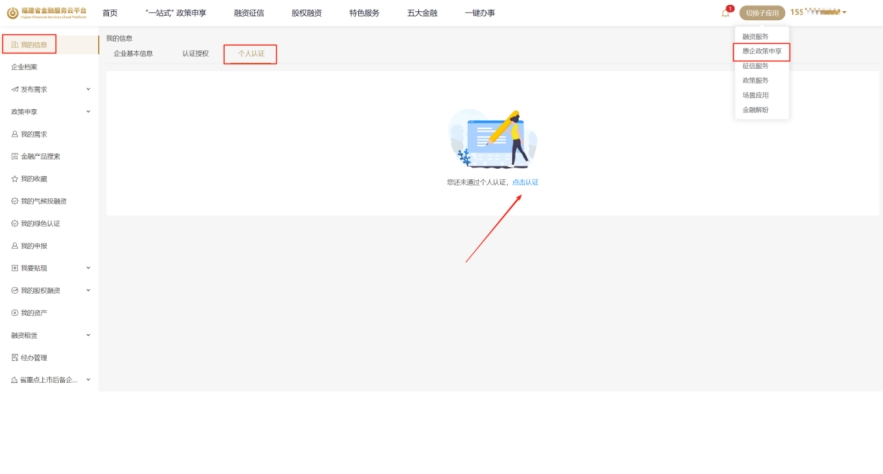 福建省金融服务云平台
首页 "一站式" 政策申享 融资征信 股权融资 特色服务 五大金融 一键办事
1 切换子应用 155
我的信息
企业档案
发布需求
政策申享
我的需求
金融产品搜索
我的收藏
我的气候投融资
我的绿色认证
我的申报
我要贴现
我的股权融资
我的资产
融资租赁
经办管理
省重点上市后备企...
我的信息
企业基本信息 认证授权 个人认证
您还未通过个人认证，点击认证
融资服务
惠企政策申享
征信服务
政策服务
场景应用
金融解纷